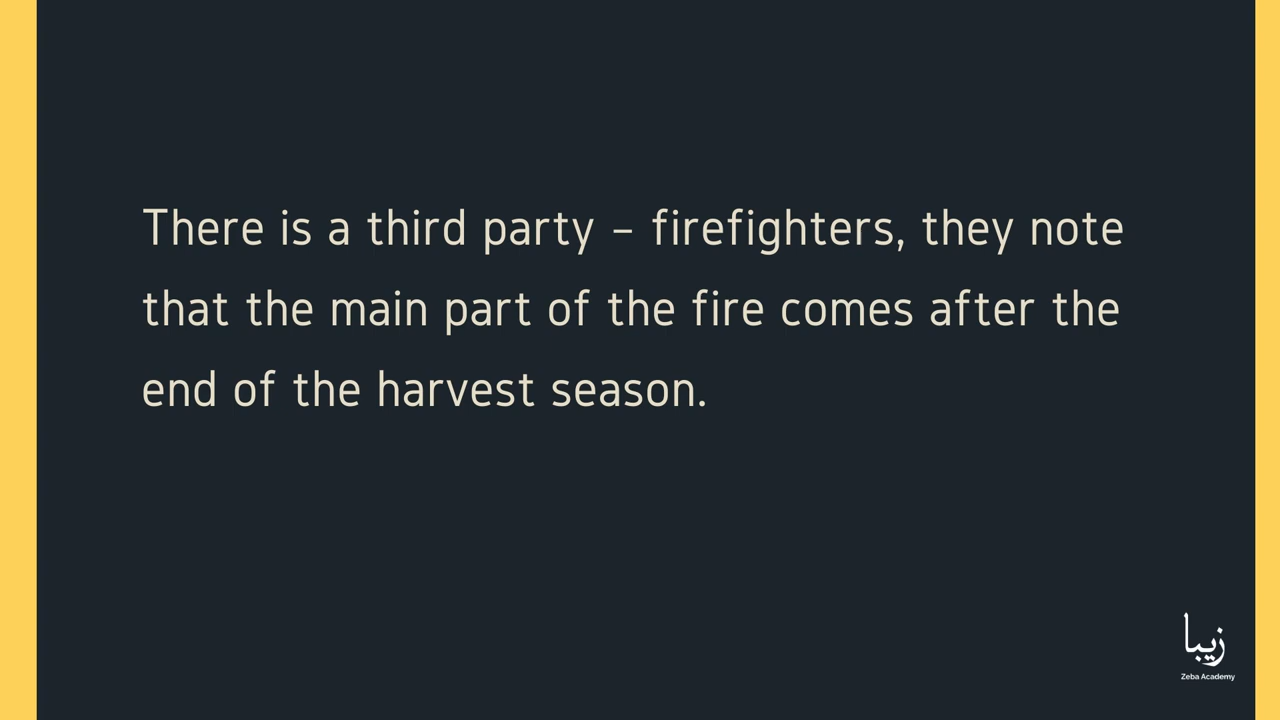 There is a third party – firefighters, they note
that the main part of the fire comes after the
end of the harvest season.
زيبا
Zeba Academy